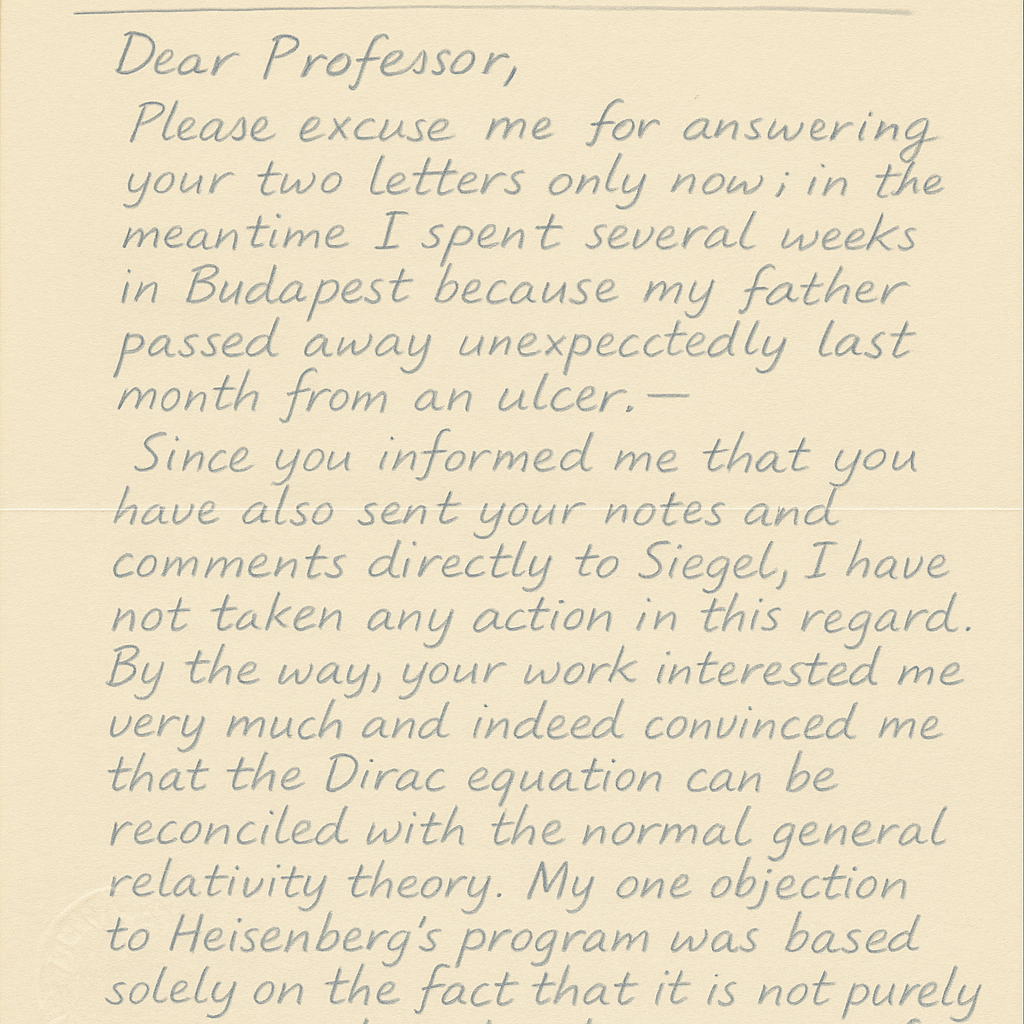 Dear Professor,
Please excuse me for answering
your two letters only now; in the
meantime I spent several weeks
in Budapest because my father
passed away unexpecctedly last
month from an ulcer.—
Since you informed me that you
have also sent your notes and
comments directly to Siegel, I have
not taken any action in this regard.
By the way, your work interested me
very much and indeed convinced me
that the Dirac equation can be
reconciled with the normal general
relativity theory. My one objection
to Heisenberg's program was based
solely on the fact that it is not purely